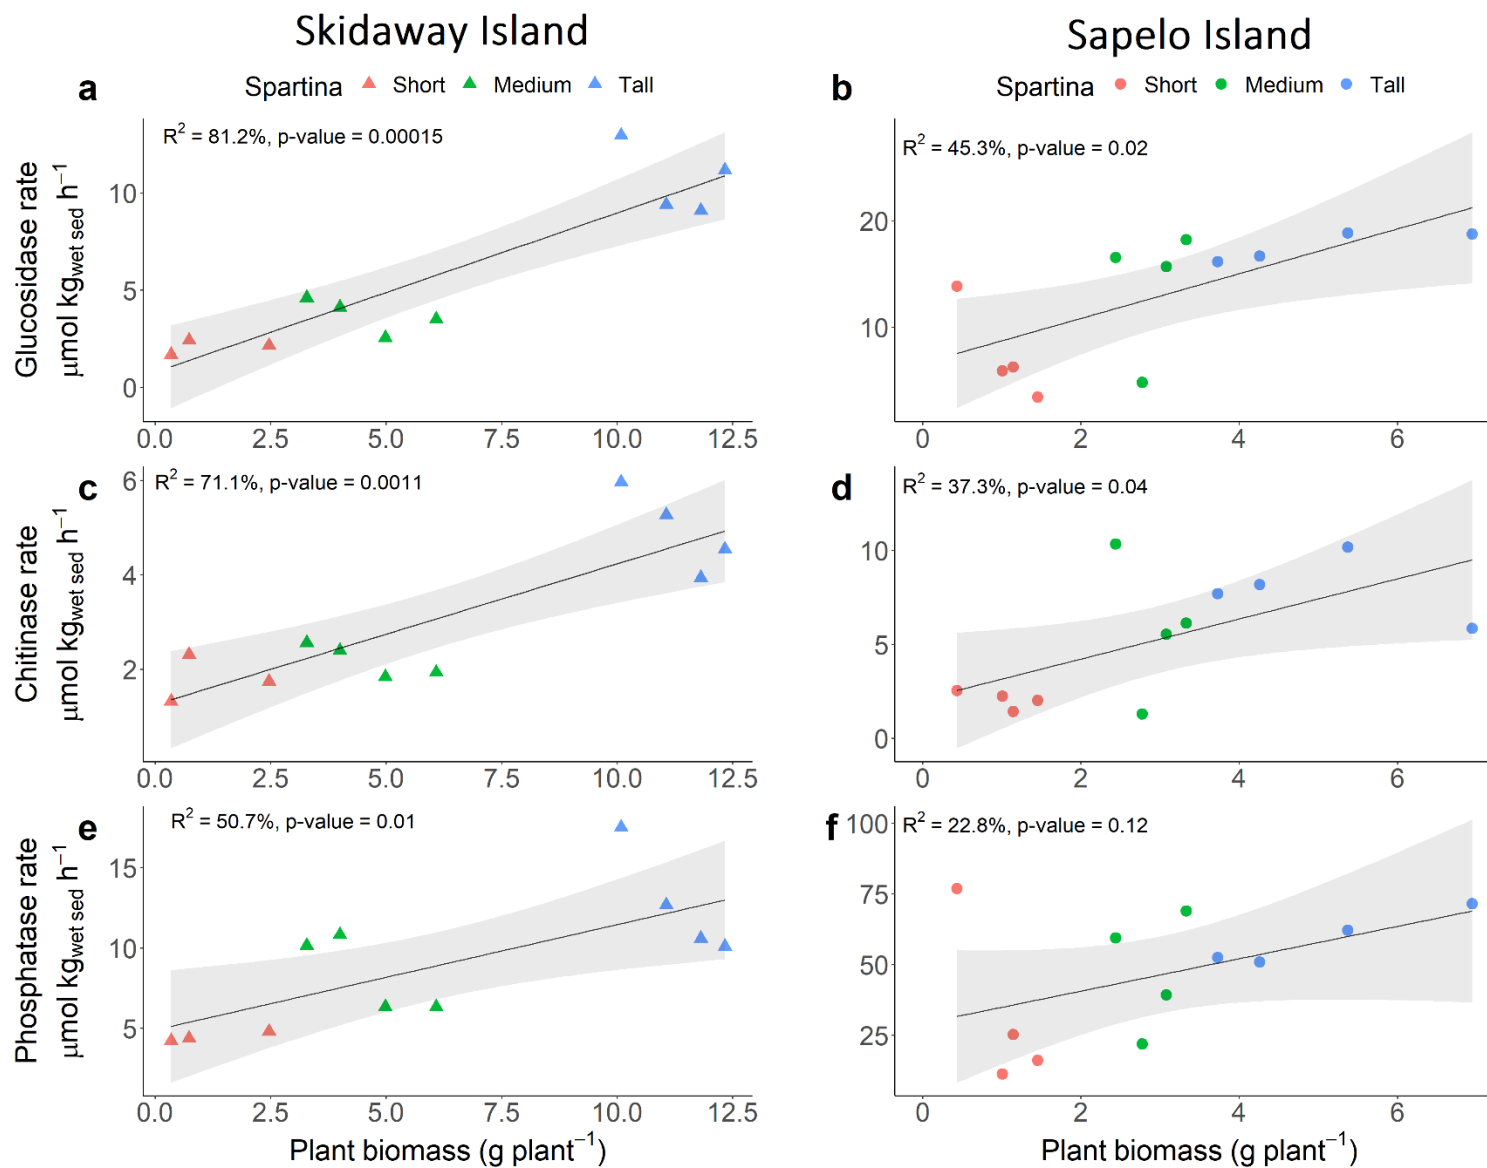 Skidaway Island
Sapelo Island
a
Spartina Short Medium Tall
b
Spartina Short Medium Tall
R² = 81.2%, p-value = 0.00015
R² = 45.3%, p-value = 0.02
Glucosidase rate
μmol kg wet sed h⁻¹
10
5
0
20
10
0.0 2.5 5.0 7.5 10.0 12.5
0 2 4 6
c
R² = 71.1%, p-value = 0.0011
d
R² = 37.3%, p-value = 0.04
Chitinase rate
μmol kg wet sed h⁻¹
6
4
2
10
5
0
0.0 2.5 5.0 7.5 10.0 12.5
0 2 4 6
e
R² = 50.7%, p-value = 0.01
f
R² = 22.8%, p-value = 0.12
Phosphatase rate
μmol kg wet sed h⁻¹
15
10
5
100
75
50
25
0.0 2.5 5.0 7.5 10.0 12.5
0 2 4 6
Plant biomass (g plant⁻¹)
Plant biomass (g plant⁻¹)